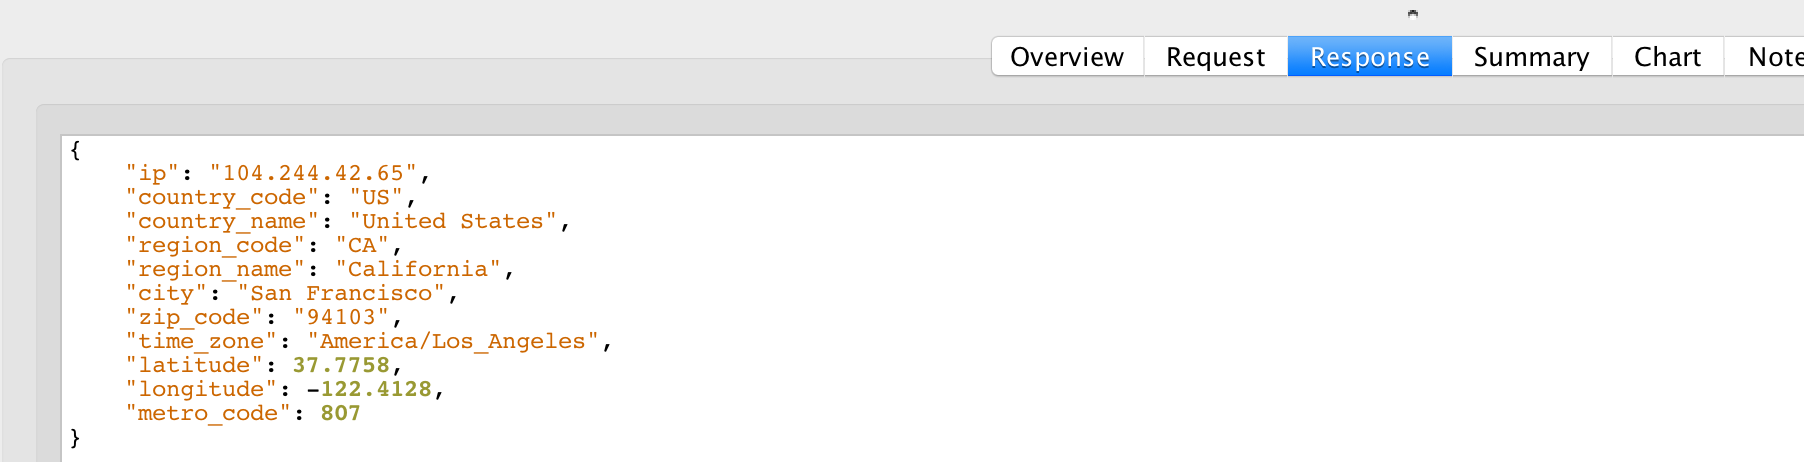 Overview Request Response Summary Chart Note
{
    "ip": "104.244.42.65",
    "country_code": "US",
    "country_name": "United States",
    "region_code": "CA",
    "region_name": "California",
    "city": "San Francisco",
    "zip_code": "94103",
    "time_zone": "America/Los_Angeles",
    "latitude": 37.7758,
    "longitude": -122.4128,
    "metro_code": 807
}